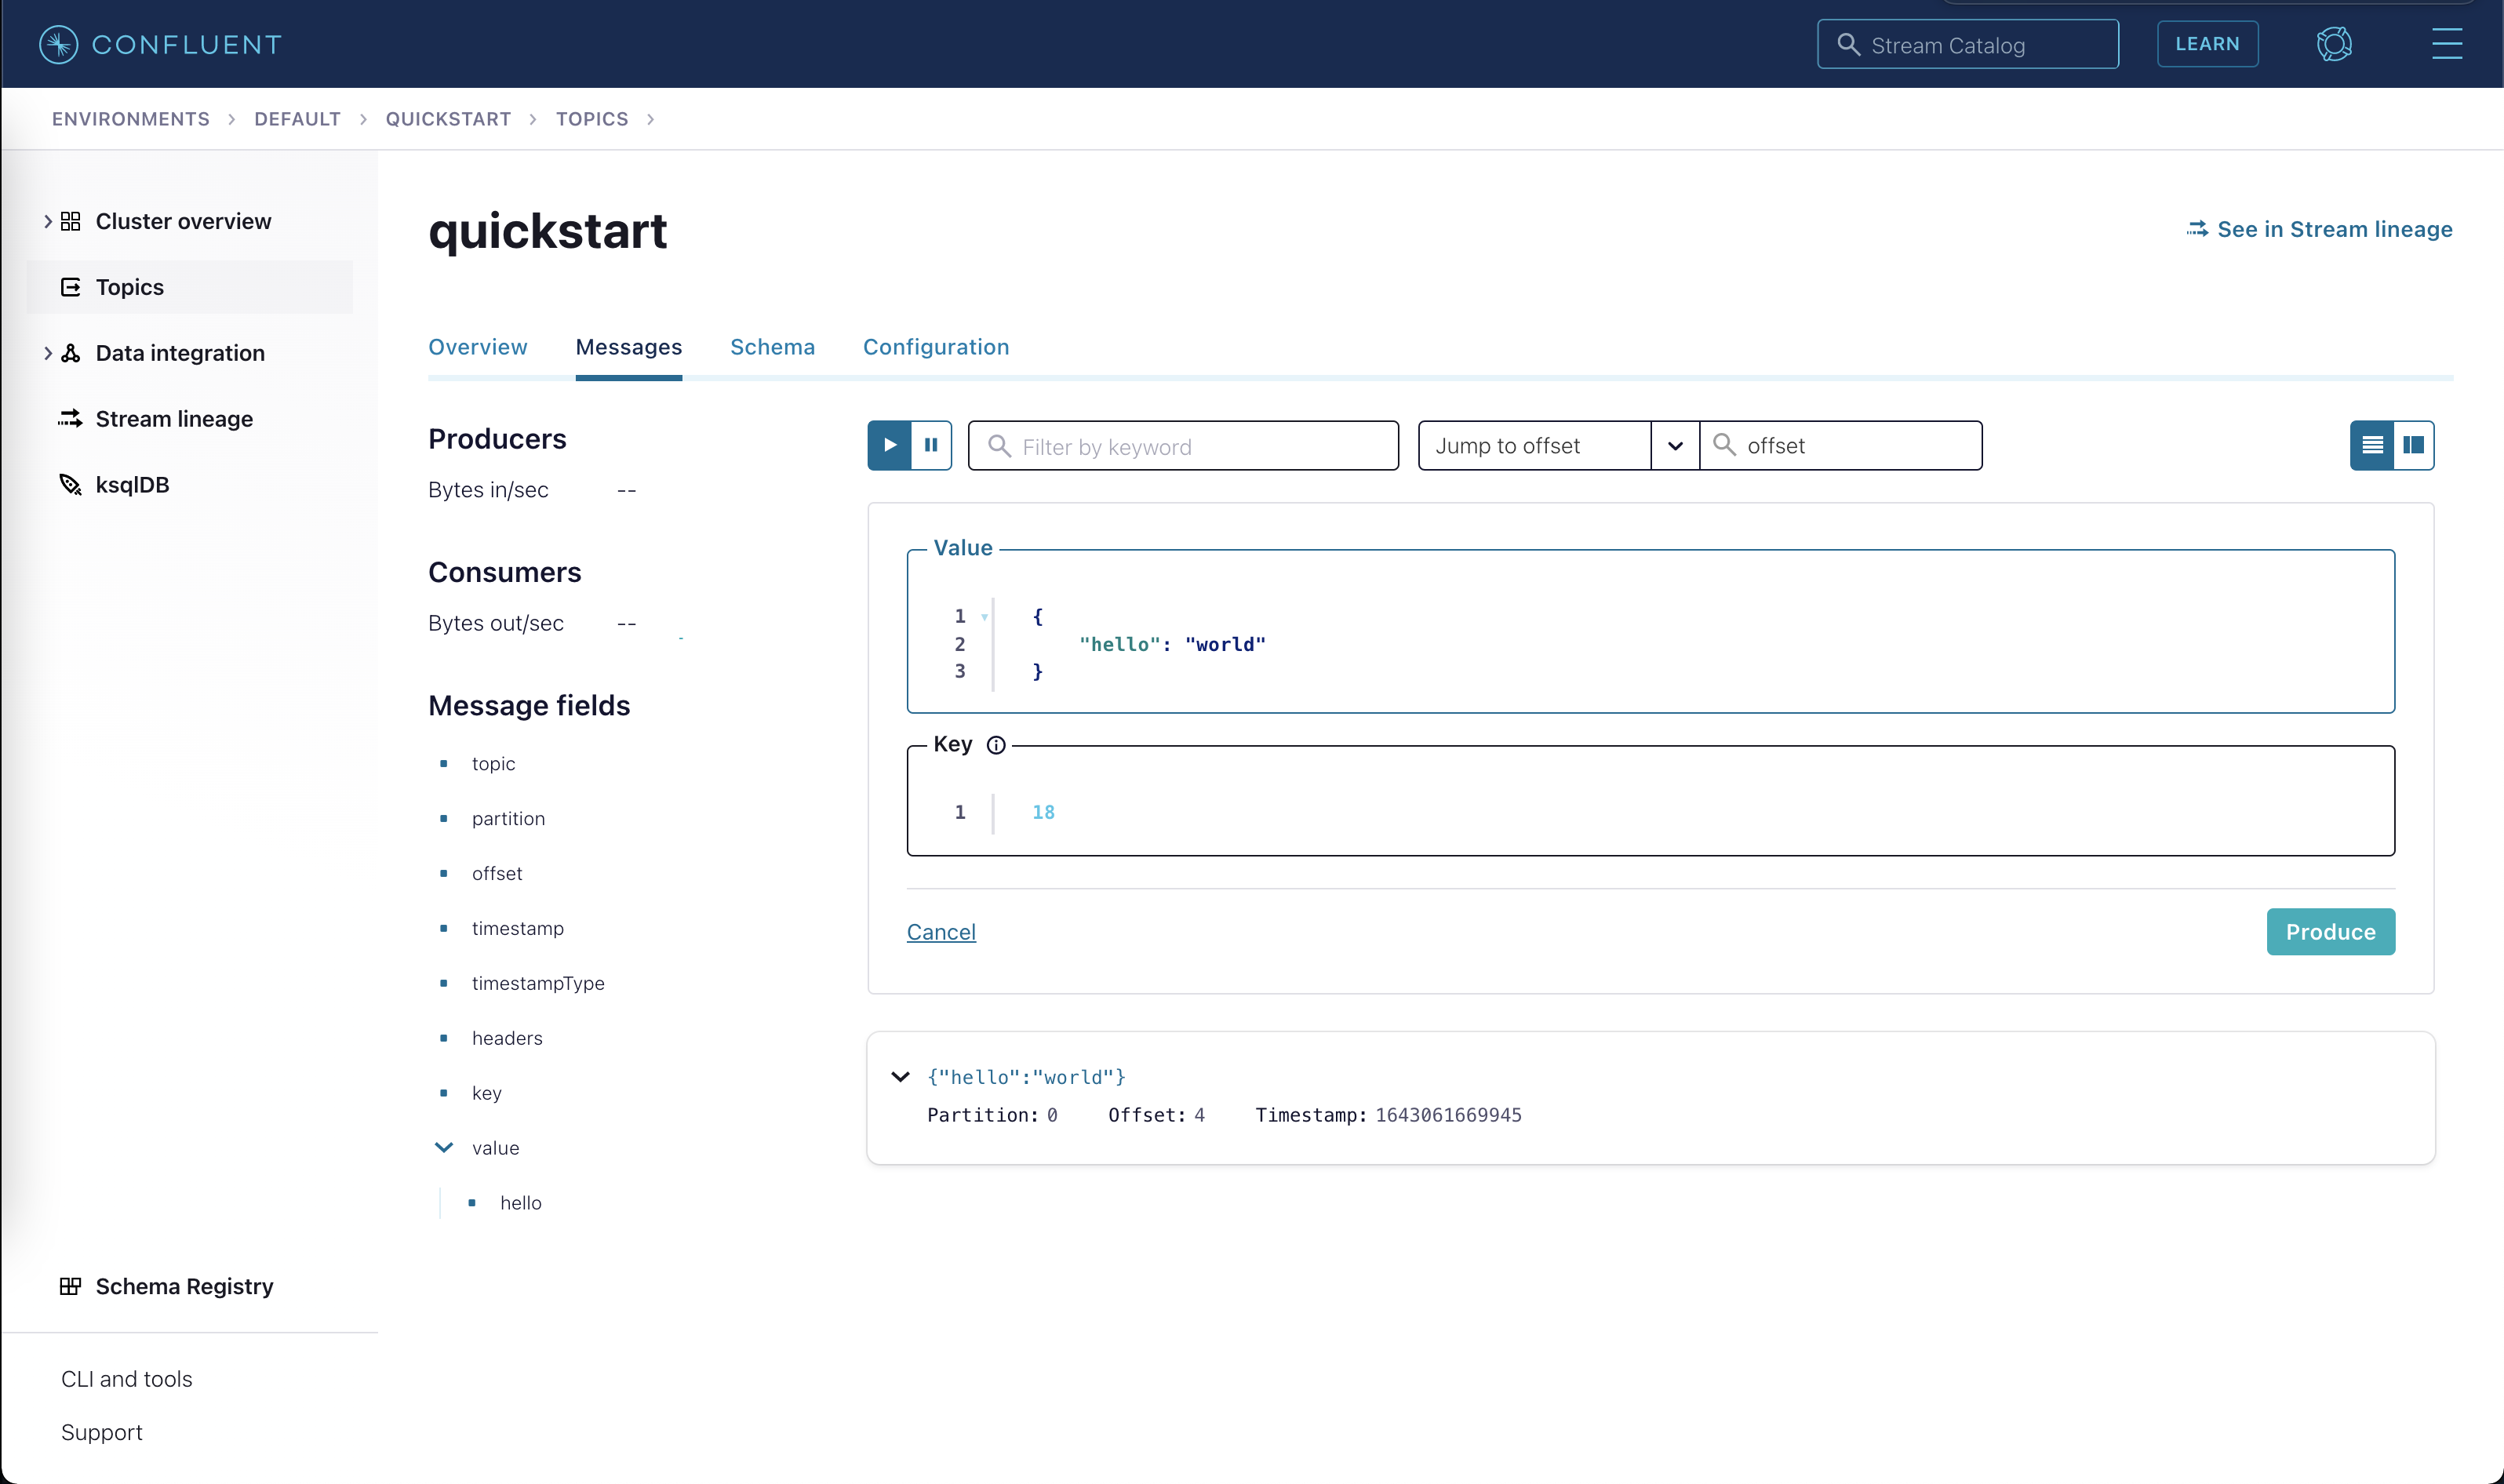 CONFLUENT
Stream Catalog
LEARN
ENVIRONMENTS > DEFAULT > QUICKSTART > TOPICS >
Cluster overview
Topics
Data integration
Stream lineage
ksqlDB
Schema Registry
CLI and tools
Support
quickstart
See in Stream lineage
Overview Messages Schema Configuration
Producers
Bytes in/sec --
Consumers
Bytes out/sec --
Message fields
topic
partition
offset
timestamp
timestampType
headers
key
value
hello
Filter by keyword
Jump to offset
offset
Value
1 {
2 "hello": "world"
3 }
Key
1 18
Cancel
Produce
{"hello":"world"}
Partition: 0 Offset: 4 Timestamp: 1643061669945